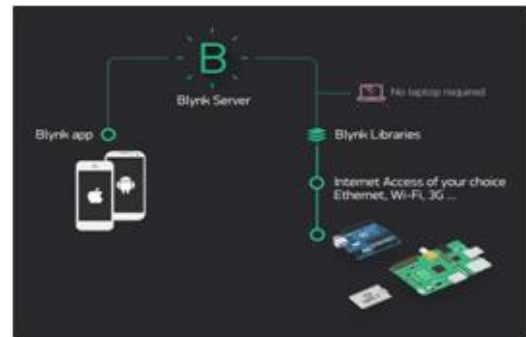 B
Blynk Server
No laptop required
Blynk app
Blynk Libraries
Internet Access of your choice
Ethernet, Wi-Fi, 3G ...